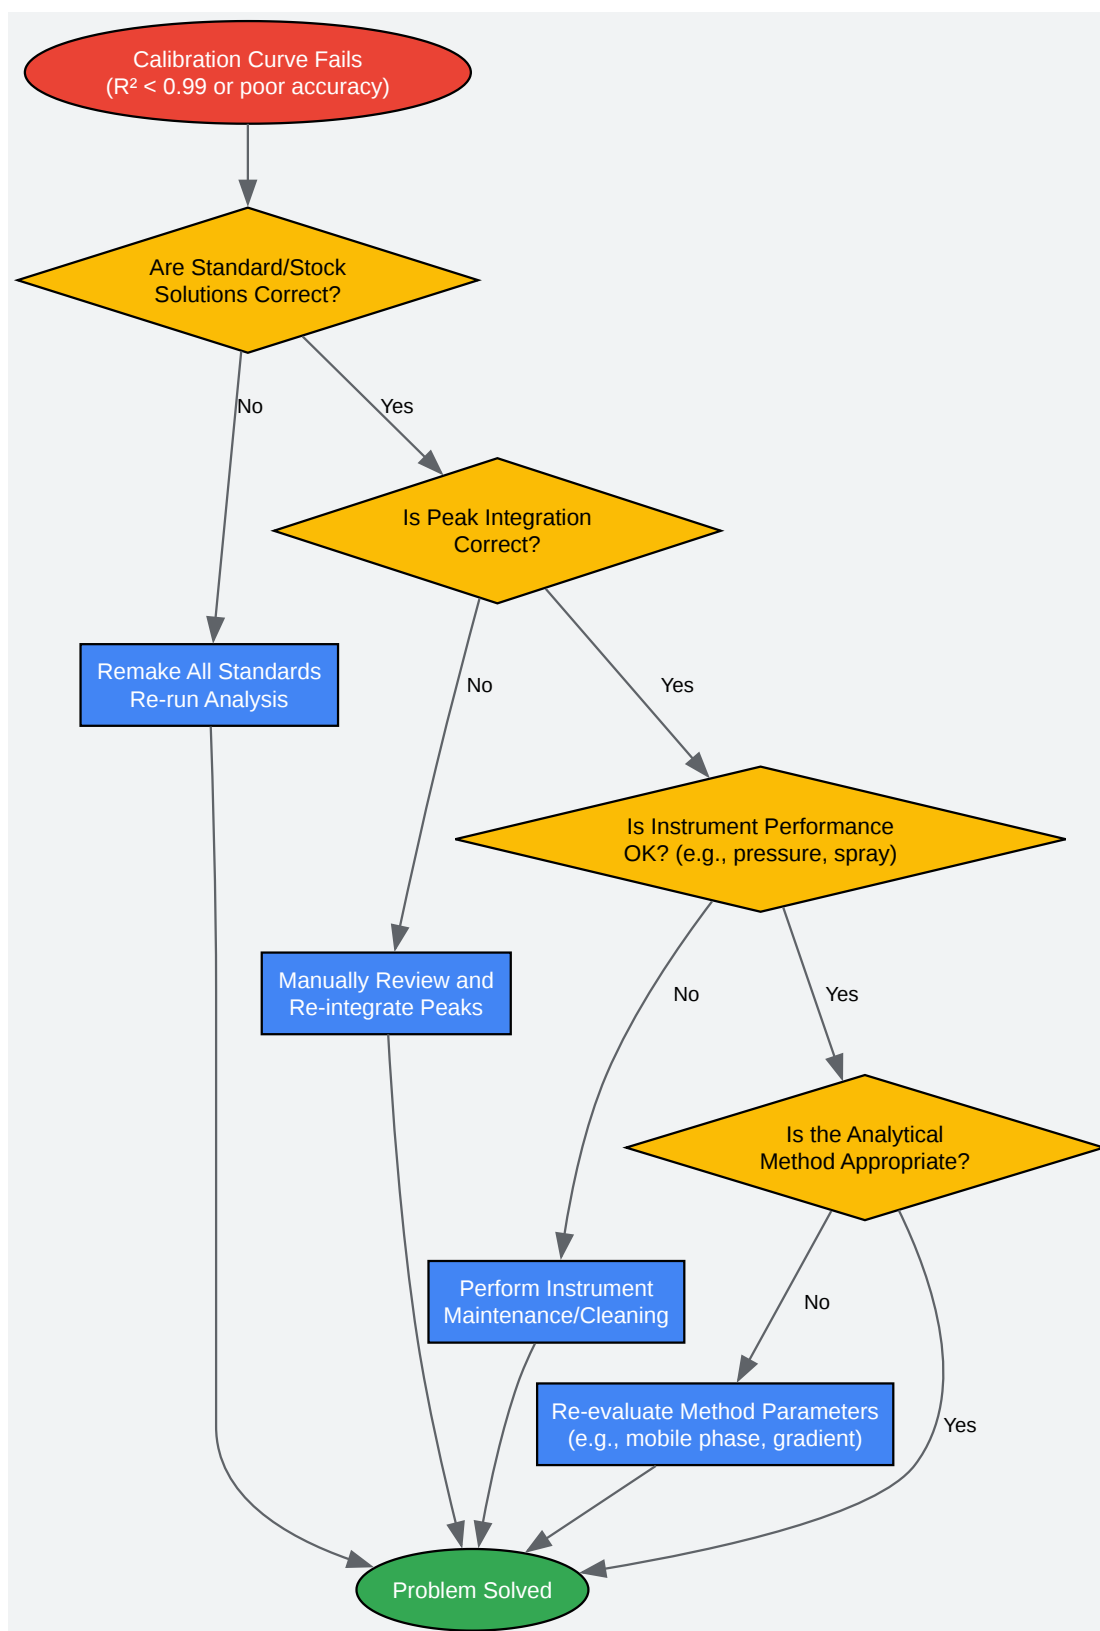 Calibration Curve Fails
(R² < 0.99 or poor accuracy)
Are Standard/Stock
Solutions Correct?
No
Yes
Is Peak Integration
Correct?
Remake All Standards
Re-run Analysis
No
Yes
Is Instrument Performance
OK? (e.g., pressure, spray)
Manually Review and
Re-integrate Peaks
No
Yes
Is the Analytical
Method Appropriate?
Perform Instrument
Maintenance/Cleaning
No
Re-evaluate Method Parameters
(e.g., mobile phase, gradient)
Yes
Problem Solved